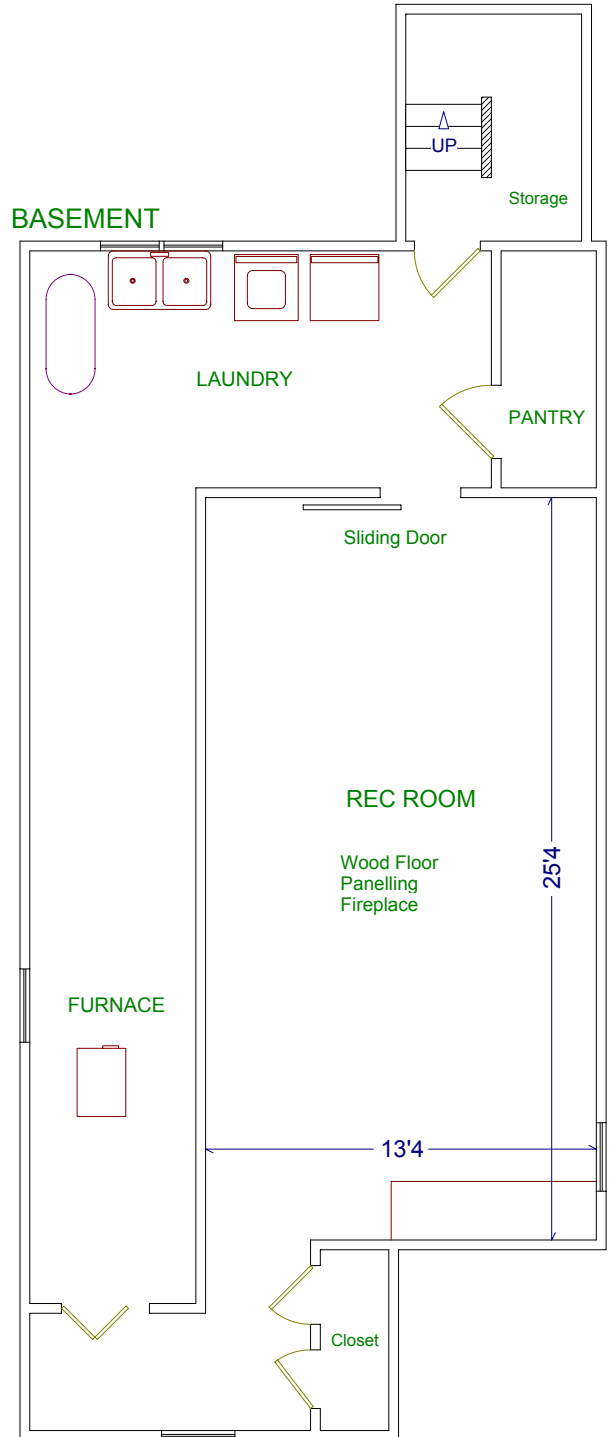 UP
Storage
BASEMENT
LAUNDRY
PANTRY
Sliding Door
REC ROOM
Wood Floor
Panelling
Fireplace
25'4
FURNACE
13'4
Closet